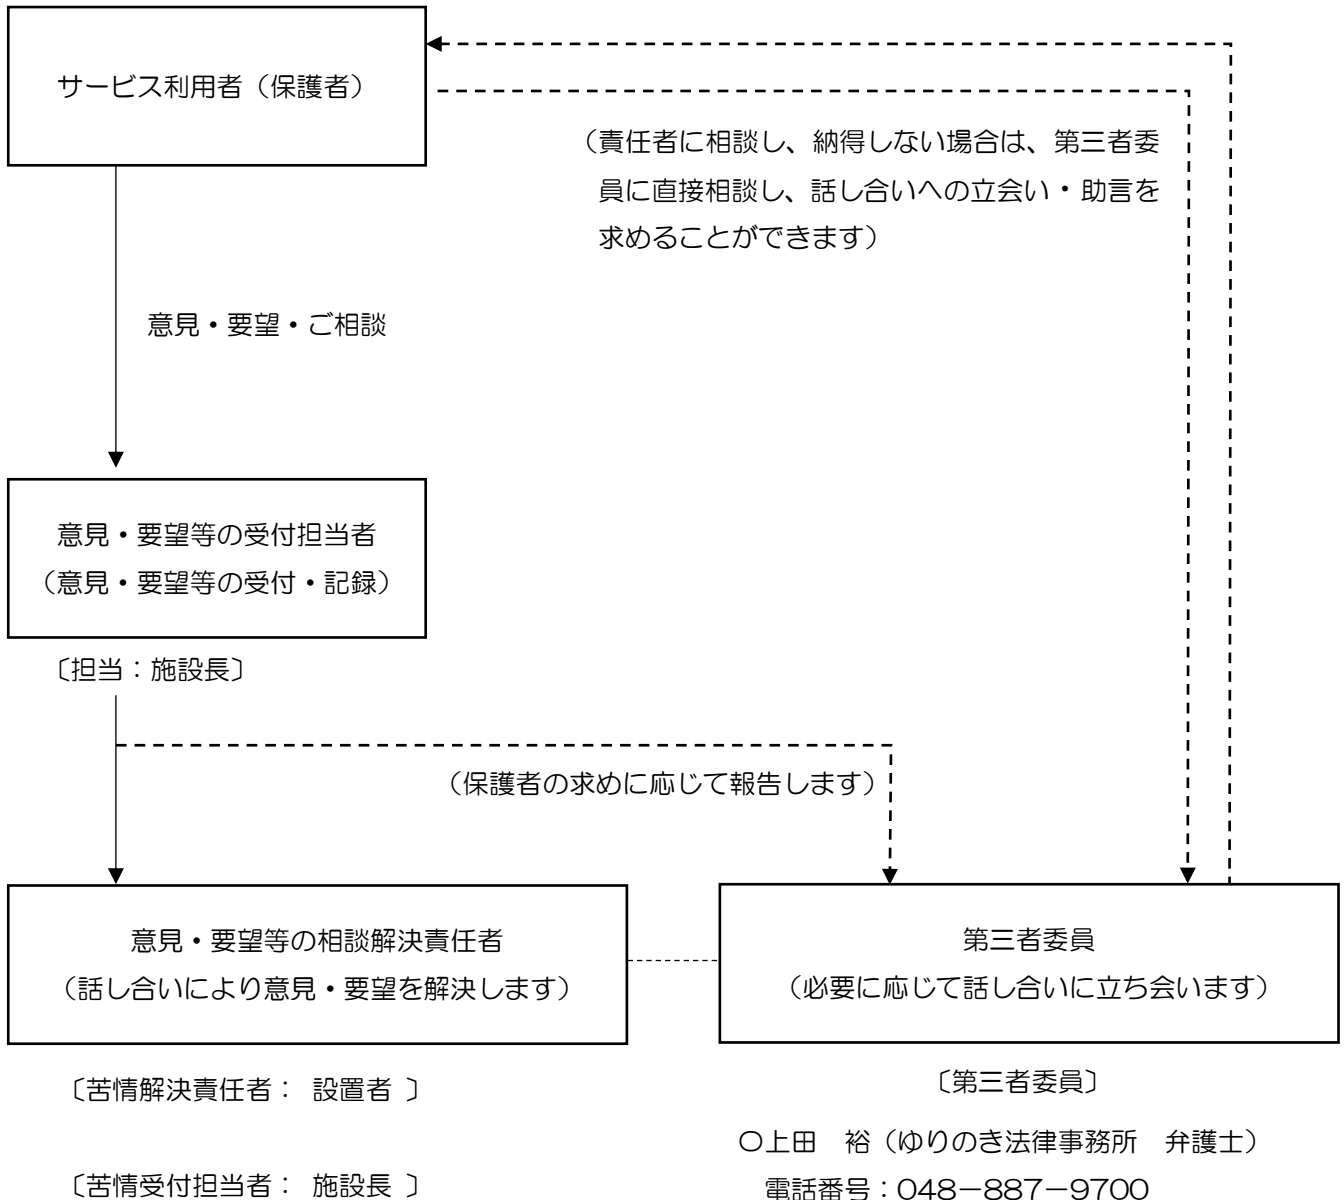 サービス利用者（保護者）
（責任者に相談し、納得しない場合は、第三者委
員に直接相談し、話し合いへの立会い・助言を
求めることができます）
意見・要望・ご相談
意見・要望等の受付担当者
（意見・要望等の受付・記録）
〔担当：施設長〕
（保護者の求めに応じて報告します）
意見・要望等の相談解決責任者
（話し合いにより意見・要望を解決します）
第三者委員
（必要に応じて話し合いに立ち会います）
〔苦情解決責任者： 設置者 〕
〔苦情受付担当者： 施設長 〕
〔第三者委員〕
〇上田　裕（ゆりのき法律事務所　弁護士）
電話番号：０４８－８８７－９７００